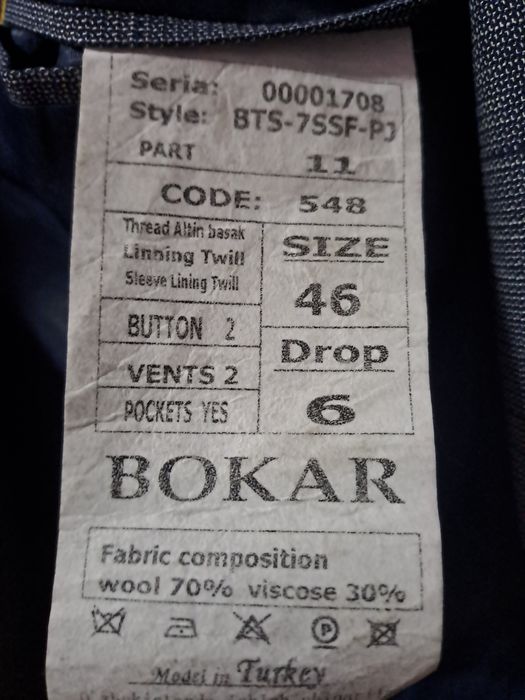 Seria: 00001708
Style: BTS-7SSF-PJ
PART 11
CODE: 548
Thread Altin basak
Linning Twill
Sleeve Lining Twill
BUTTON 2
VENTS 2
POCKETS YES
SIZE
46
Drop
6
BOKAR
Fabric composition
wool 70% viscose 30%
P
Model in Turkey